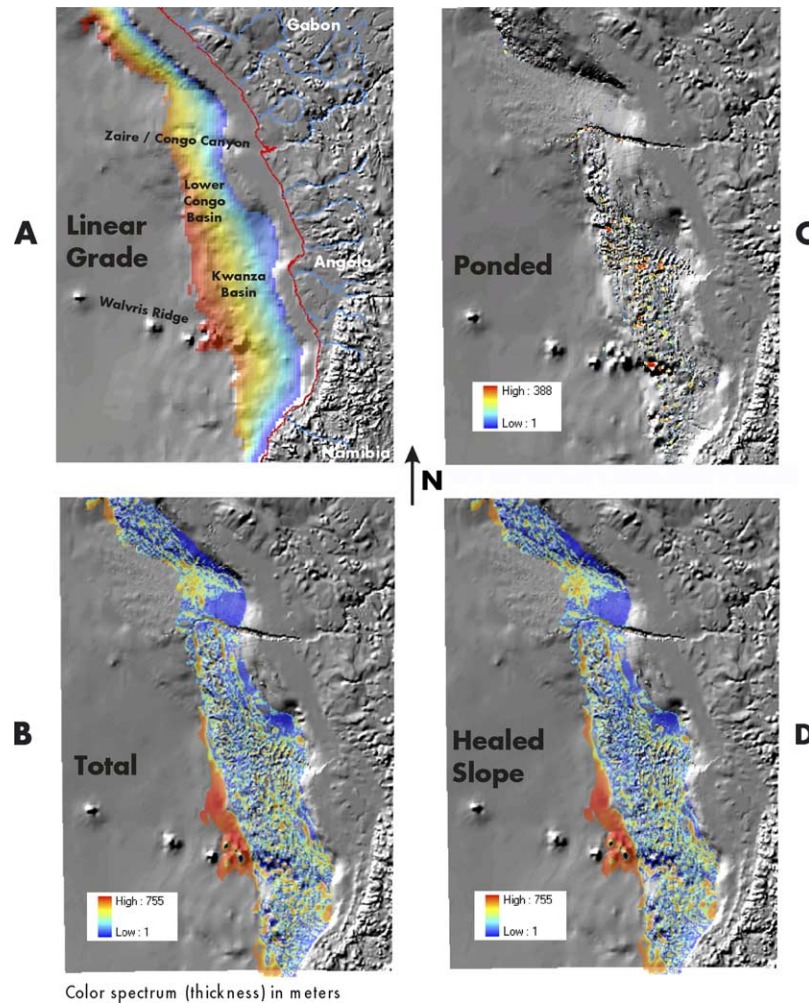 A
Gabon
Zaire / Congo Canyon
Lower
Congo
Basin
Linear
Grade
Angola
Kwanza
Basin
Walvris Ridge
Namibia
C
Ponded
High : 388
Low : 1
N
B
Total
High : 755
Low : 1
D
Healed
Slope
High : 755
Low : 1
Color spectrum (thickness) in meters